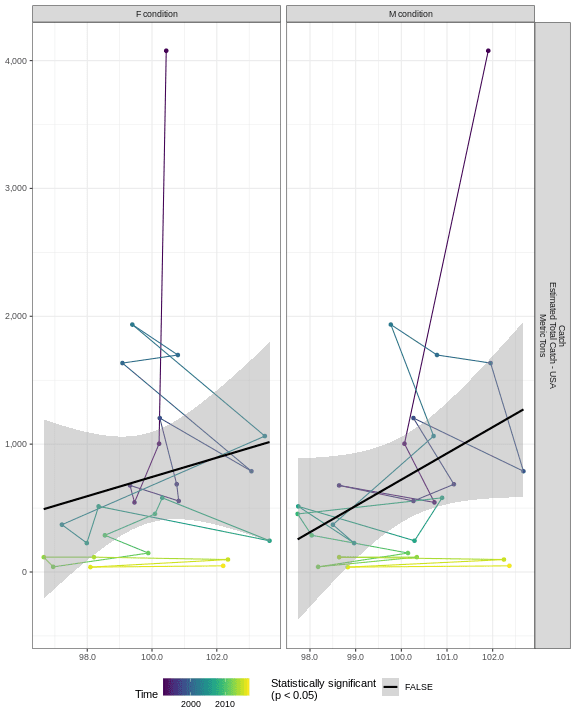 F condition
M condition
4,000
3,000
2,000
1,000
0
Catch
Estimated Total Catch - USA
Metric Tons
98.0 100.0 102.0
98.0 99.0 100.0 101.0 102.0
Time
2000 2010
Statistically significant
(p < 0.05)
FALSE